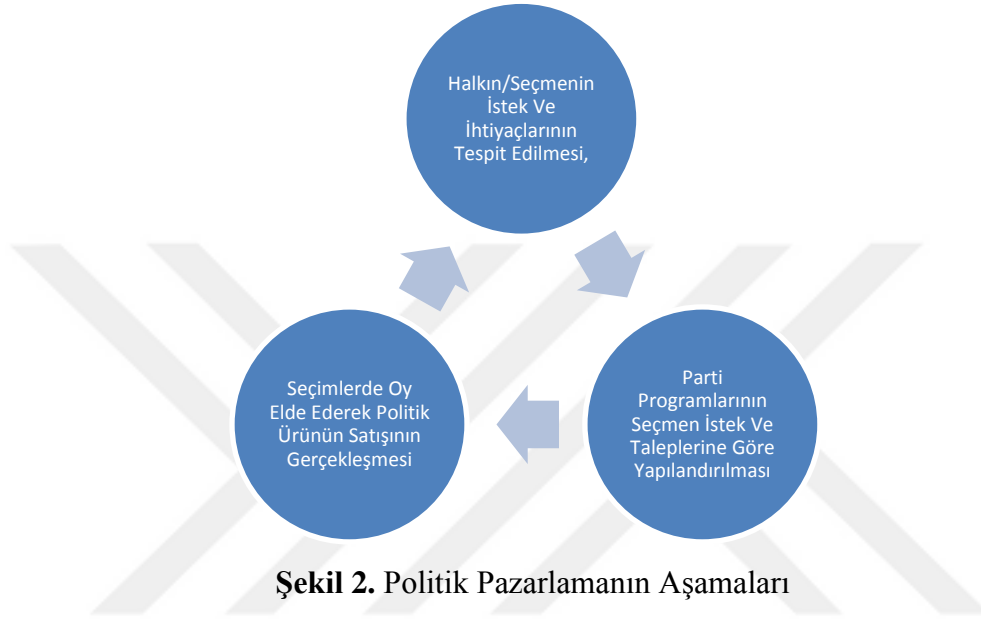 Halkın/Seçmenin
İstek Ve
İhtiyaçlarının
Tespit Edilmesi,
Parti
Programlarının
Seçmen İstek Ve
Taleplerine Göre
Yapılandırılması
Seçimlerde Oy
Elde Ederek Politik
Ürünün Satışının
Gerçekleşmesi
Şekil 2. Politik Pazarlamanın Aşamaları